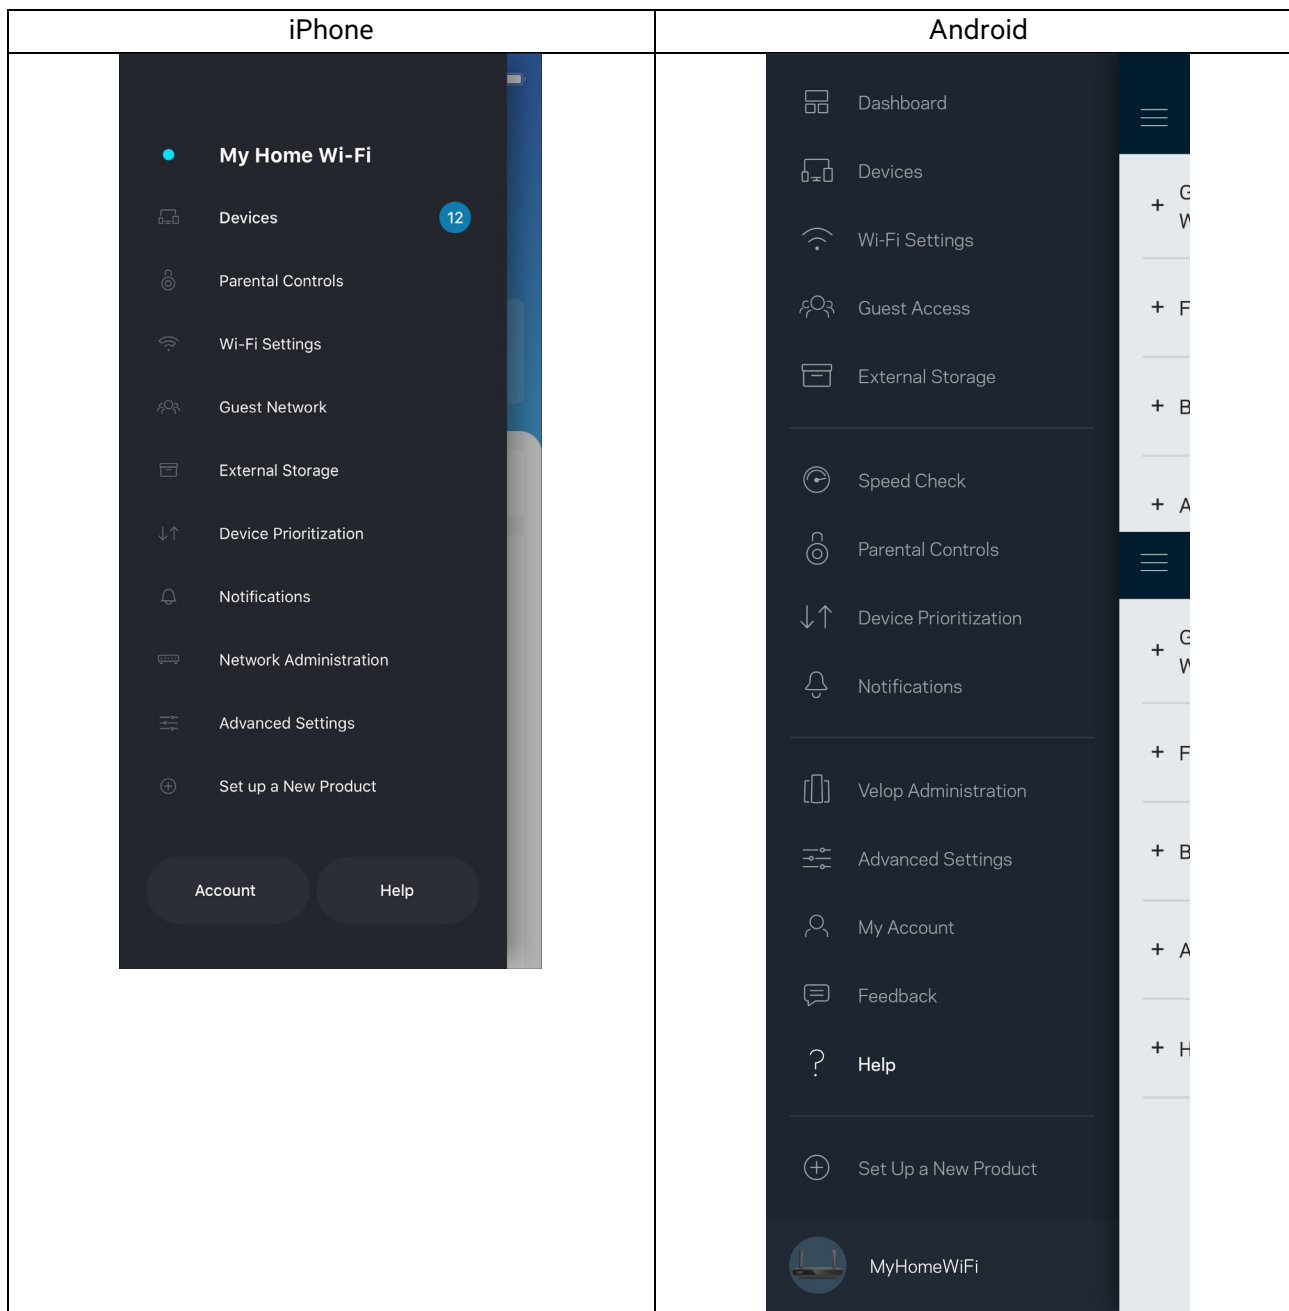 iPhone
Android
My Home Wi-Fi
Devices
12
Parental Controls
Wi-Fi Settings
Guest Network
External Storage
Device Prioritization
Notifications
Network Administration
Advanced Settings
Set up a New Product
Account
Help
Dashboard
Devices
Wi-Fi Settings
Guest Access
External Storage
Speed Check
Parental Controls
Device Prioritization
Notifications
Velop Administration
Advanced Settings
My Account
Feedback
Help
Set Up a New Product
MyHomeWiFi
+ G
+ F
+ B
+ A
+ G
+ F
+ B
+ A
+ H